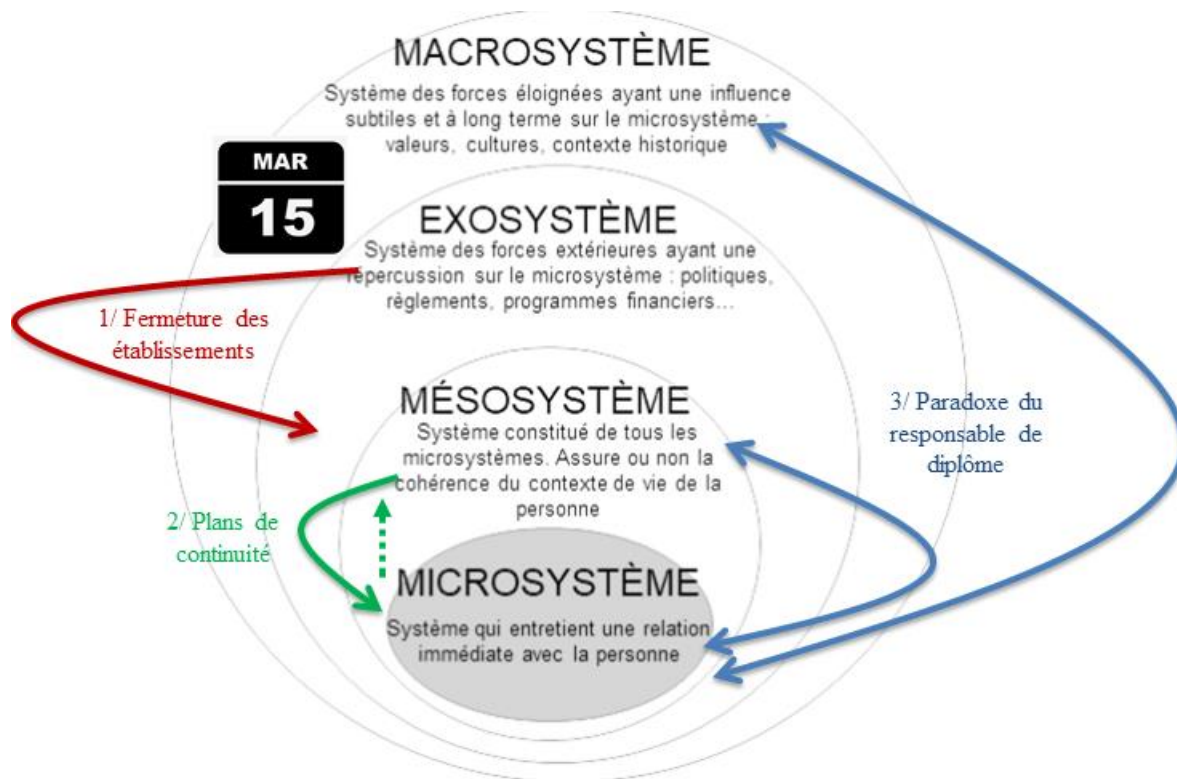 MACROSYSTÈME
Système des forces éloignées ayant une influence
subtiles et à long terme sur le microsystème :
valeurs, cultures, contexte historique
MAR
15
EXOSYSTÈME
Système des forces extérieures ayant une
répercussion sur le microsystème : politiques,
règlements, programmes financiers...
1/ Fermeture des
établissements
MÉSOSYSTÈME
Système constitué de tous les
microsystèmes. Assure ou non la
cohérence du contexte de vie de la
personne
3/ Paradoxe du
responsable de
diplôme
2/ Plans de
continuité
MICROSYSTÈME
Système qui entretient une relation
immédiate avec la personne